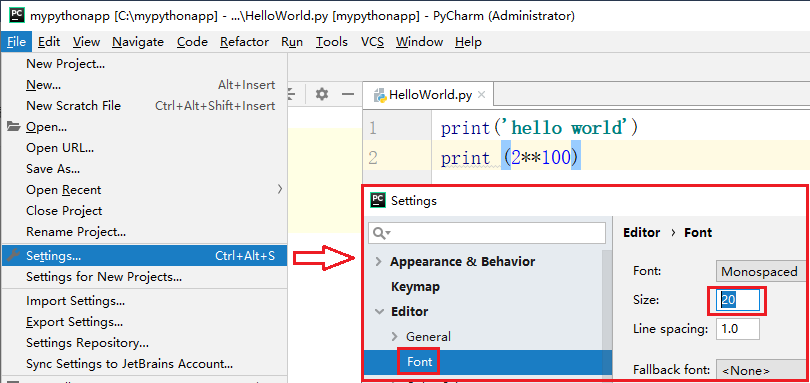 mypythonapp [C:\mypythonapp] - ...\HelloWorld.py [mypythonapp] - PyCharm (Administrator)
File Edit View Navigate Code Refactor Run Tools VCS Window Help
New Project...
New... Alt+Insert
New Scratch File Ctrl+Alt+Shift+Insert
Open...
Open URL...
Save As...
Open Recent
Close Project
Rename Project...
Settings... Ctrl+Alt+S
Settings for New Projects...
Import Settings...
Export Settings...
Settings Repository...
Sync Settings to JetBrains Account...
HelloWorld.py
1 print('hello world')
2 print (2**100)
Settings
Appearance & Behavior
Keymap
Editor
General
Font
Editor › Font
Font: Monospaced
Size: 20
Line spacing: 1.0
Fallback font: <None>